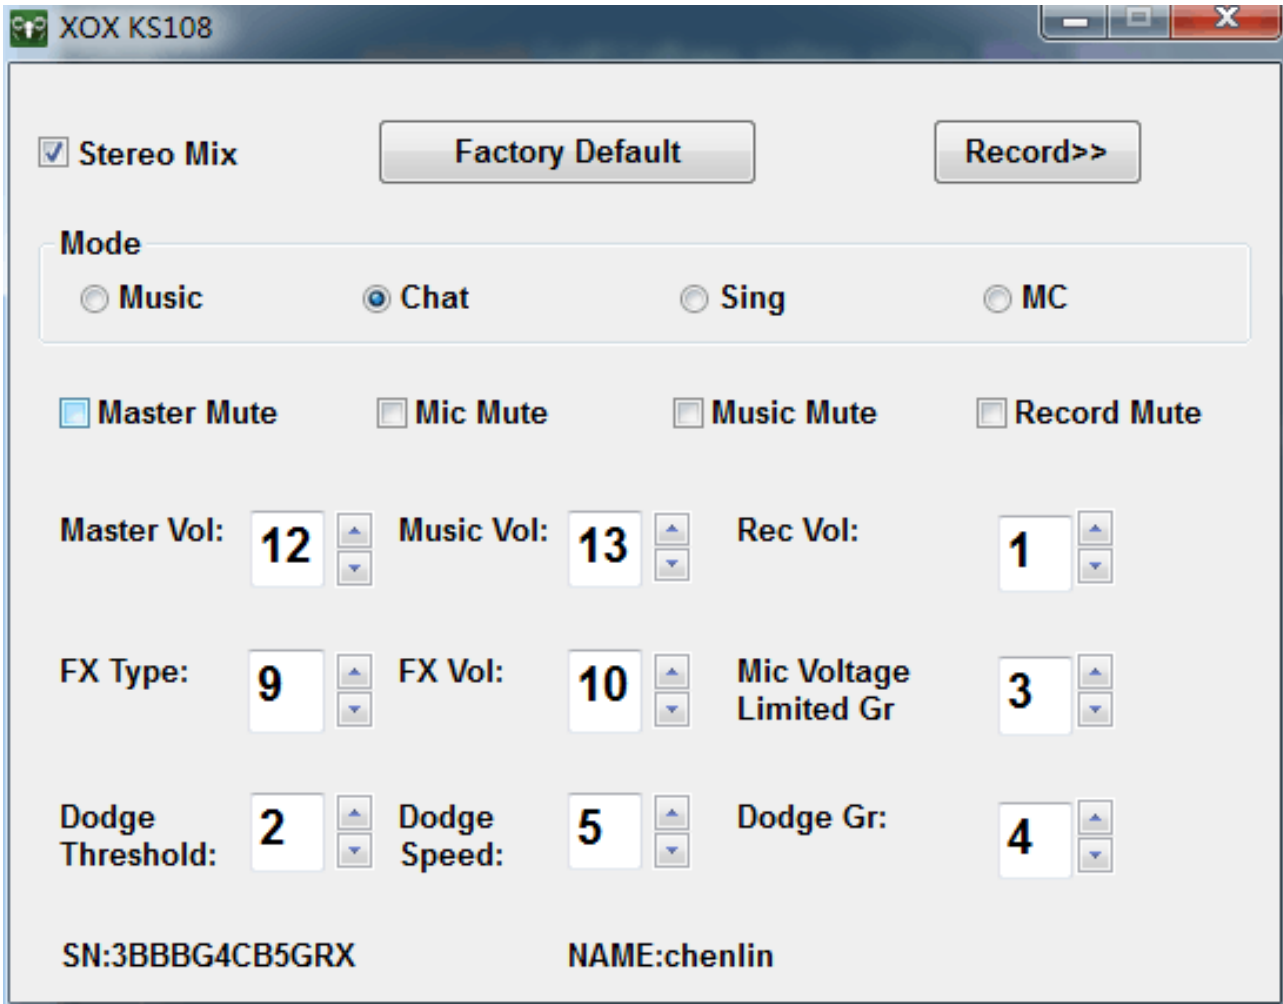 XOX KS108
Stereo Mix
Factory Default
Record>>
Mode
Music
Chat
Sing
MC
Master Mute
Mic Mute
Music Mute
Record Mute
Master Vol:
12
Music Vol:
13
Rec Vol:
1
FX Type:
9
FX Vol:
10
Mic Voltage
Limited Gr
3
Dodge
Threshold:
2
Dodge
Speed:
5
Dodge Gr:
4
SN:3BBBG4CB5GRX
NAME:chenlin